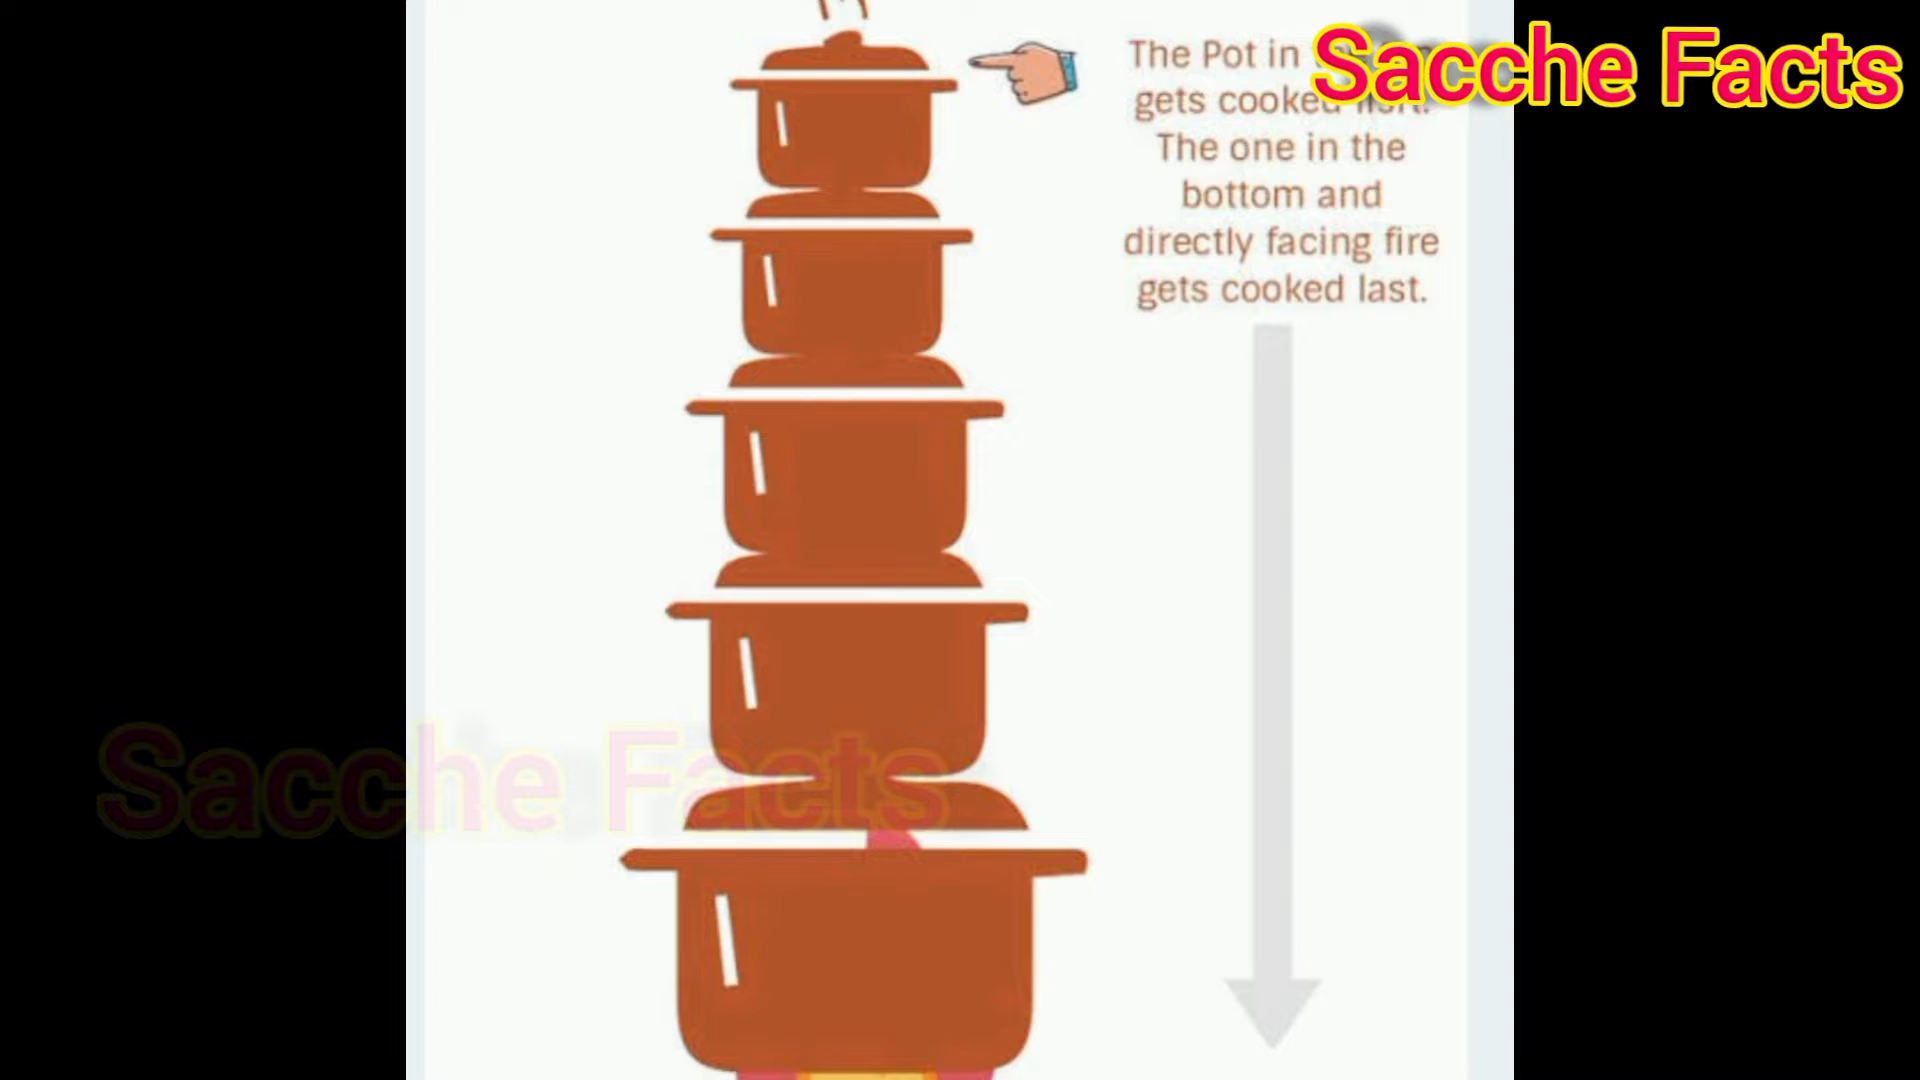 Sacche Facts
The Pot in
gets cooked
The one in the
bottom and
directly facing fire
gets cooked last.
Sacche Facts